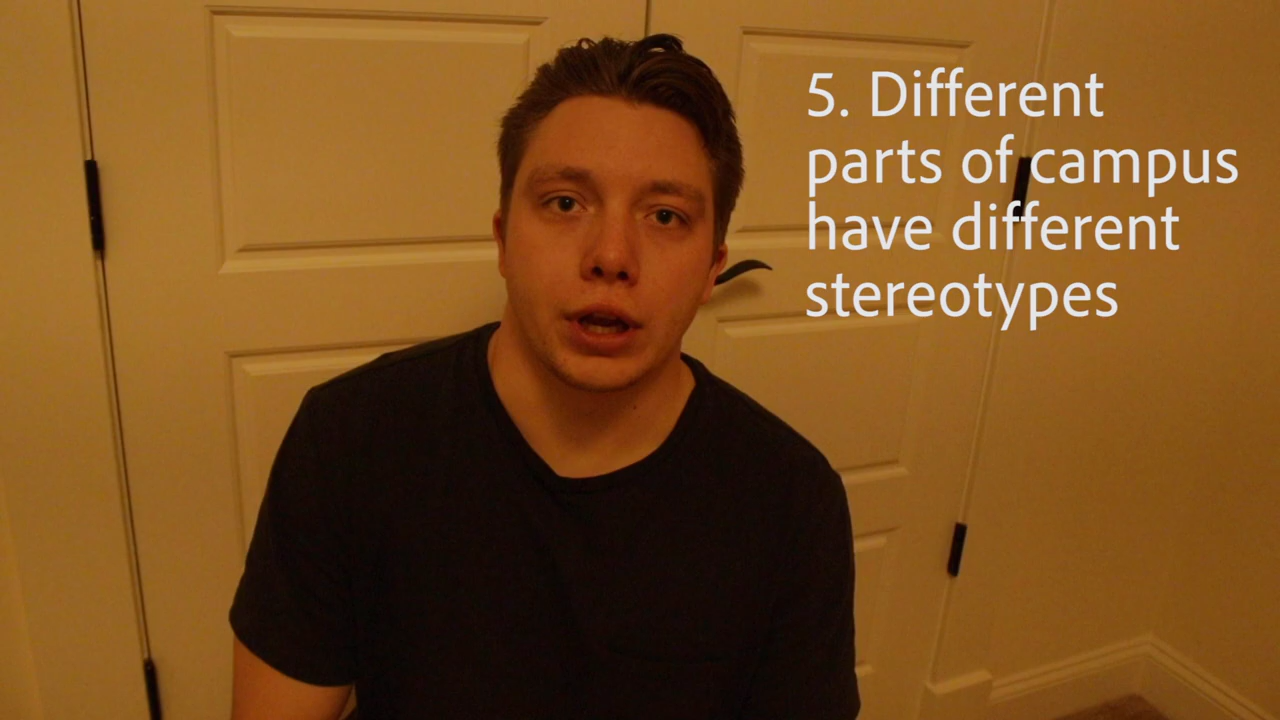 5. Different
parts of campus
have different
stereotypes